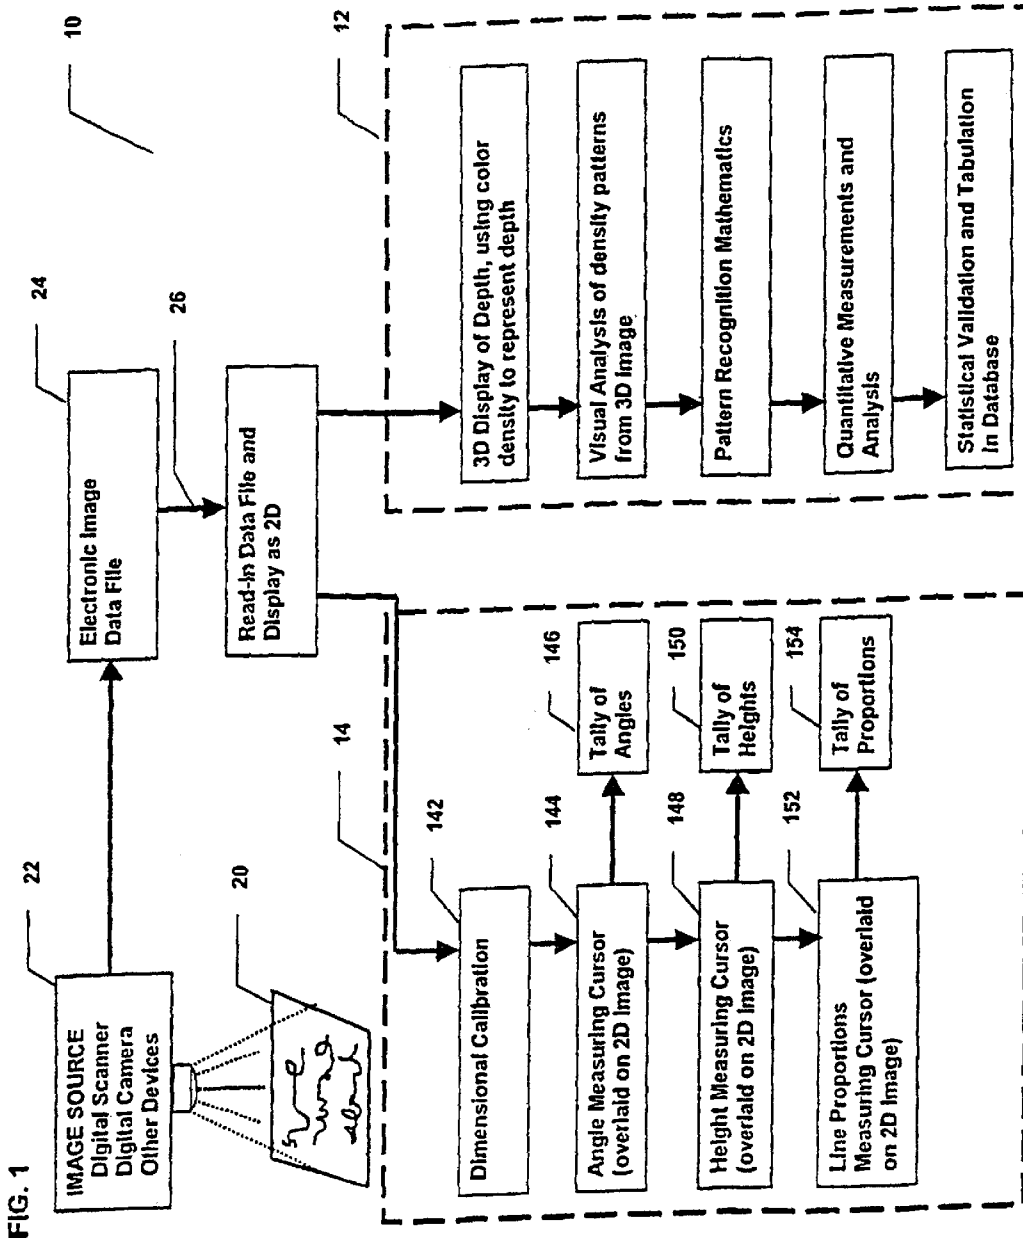 FIG. 1
10
22
IMAGE SOURCE
Digital Scanner
Digital Camera
Other Devices
20
24
Electronic Image
Data File
26
Read-in Data File and
Display as 2D
14
142
Dimensional Calibration
144
Angle Measuring Cursor
(overlaid on 2D Image)
146
Tally of
Angles
148
Height Measuring Cursor
(overlaid on 2D Image)
150
Tally of
Heights
152
Line Proportions
Measuring Cursor (overlaid
on 2D Image)
154
Tally of
Proportions
12
3D Display of Depth, using color
density to represent depth
Visual Analysis of density patterns
from 3D Image
Pattern Recognition Mathematics
Quantitative Measurements and
Analysis
Statistical Validation and Tabulation
In Database